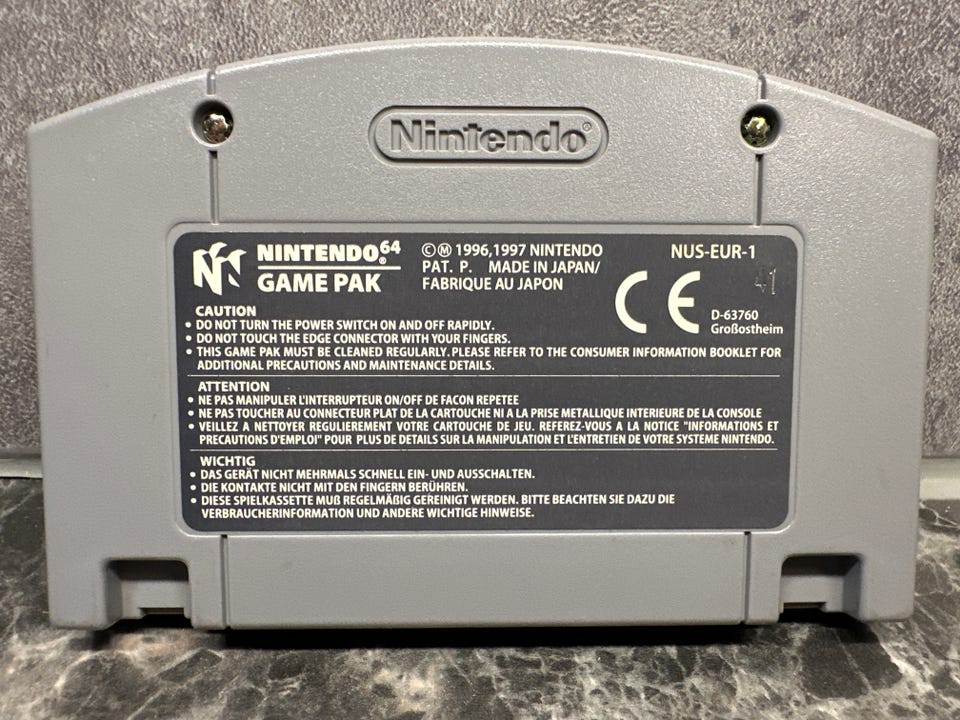 Nintendo®
NINTENDO 64®
GAME PAK
©Ⓜ 1996,1997 NINTENDO
PAT. P. MADE IN JAPAN/
FABRIQUE AU JAPON
NUS-EUR-1
41
CE
D-63760
Großostheim
CAUTION
• DO NOT TURN THE POWER SWITCH ON AND OFF RAPIDLY.
• DO NOT TOUCH THE EDGE CONNECTOR WITH YOUR FINGERS.
• THIS GAME PAK MUST BE CLEANED REGULARLY. PLEASE REFER TO THE CONSUMER INFORMATION BOOKLET FOR
ADDITIONAL PRECAUTIONS AND MAINTENANCE DETAILS.
ATTENTION
• NE PAS MANIPULER L'INTERRUPTEUR ON/OFF DE FACON REPETEE
• NE PAS TOUCHER AU CONNECTEUR PLAT DE LA CARTOUCHE NI A LA PRISE METALLIQUE INTERIEURE DE LA CONSOLE
• VEILLEZ A NETTOYER REGULIEREMENT VOTRE CARTOUCHE DE JEU. REFEREZ-VOUS A LA NOTICE "INFORMATIONS ET
PRECAUTIONS D'EMPLOI" POUR PLUS DE DETAILS SUR LA MANIPULATION ET L'ENTRETIEN DE VOTRE SYSTEME NINTENDO.
WICHTIG
• DAS GERÄT NICHT MEHRMALS SCHNELL EIN- UND AUSSCHALTEN.
• DIE KONTAKTE NICHT MIT DEN FINGERN BERÜHREN.
• DIESE SPIELKASSETTE MUß REGELMÄßIG GEREINIGT WERDEN. BITTE BEACHTEN SIE DAZU DIE
VERBRAUCHERINFORMATION UND ANDERE WICHTIGE HINWEISE.